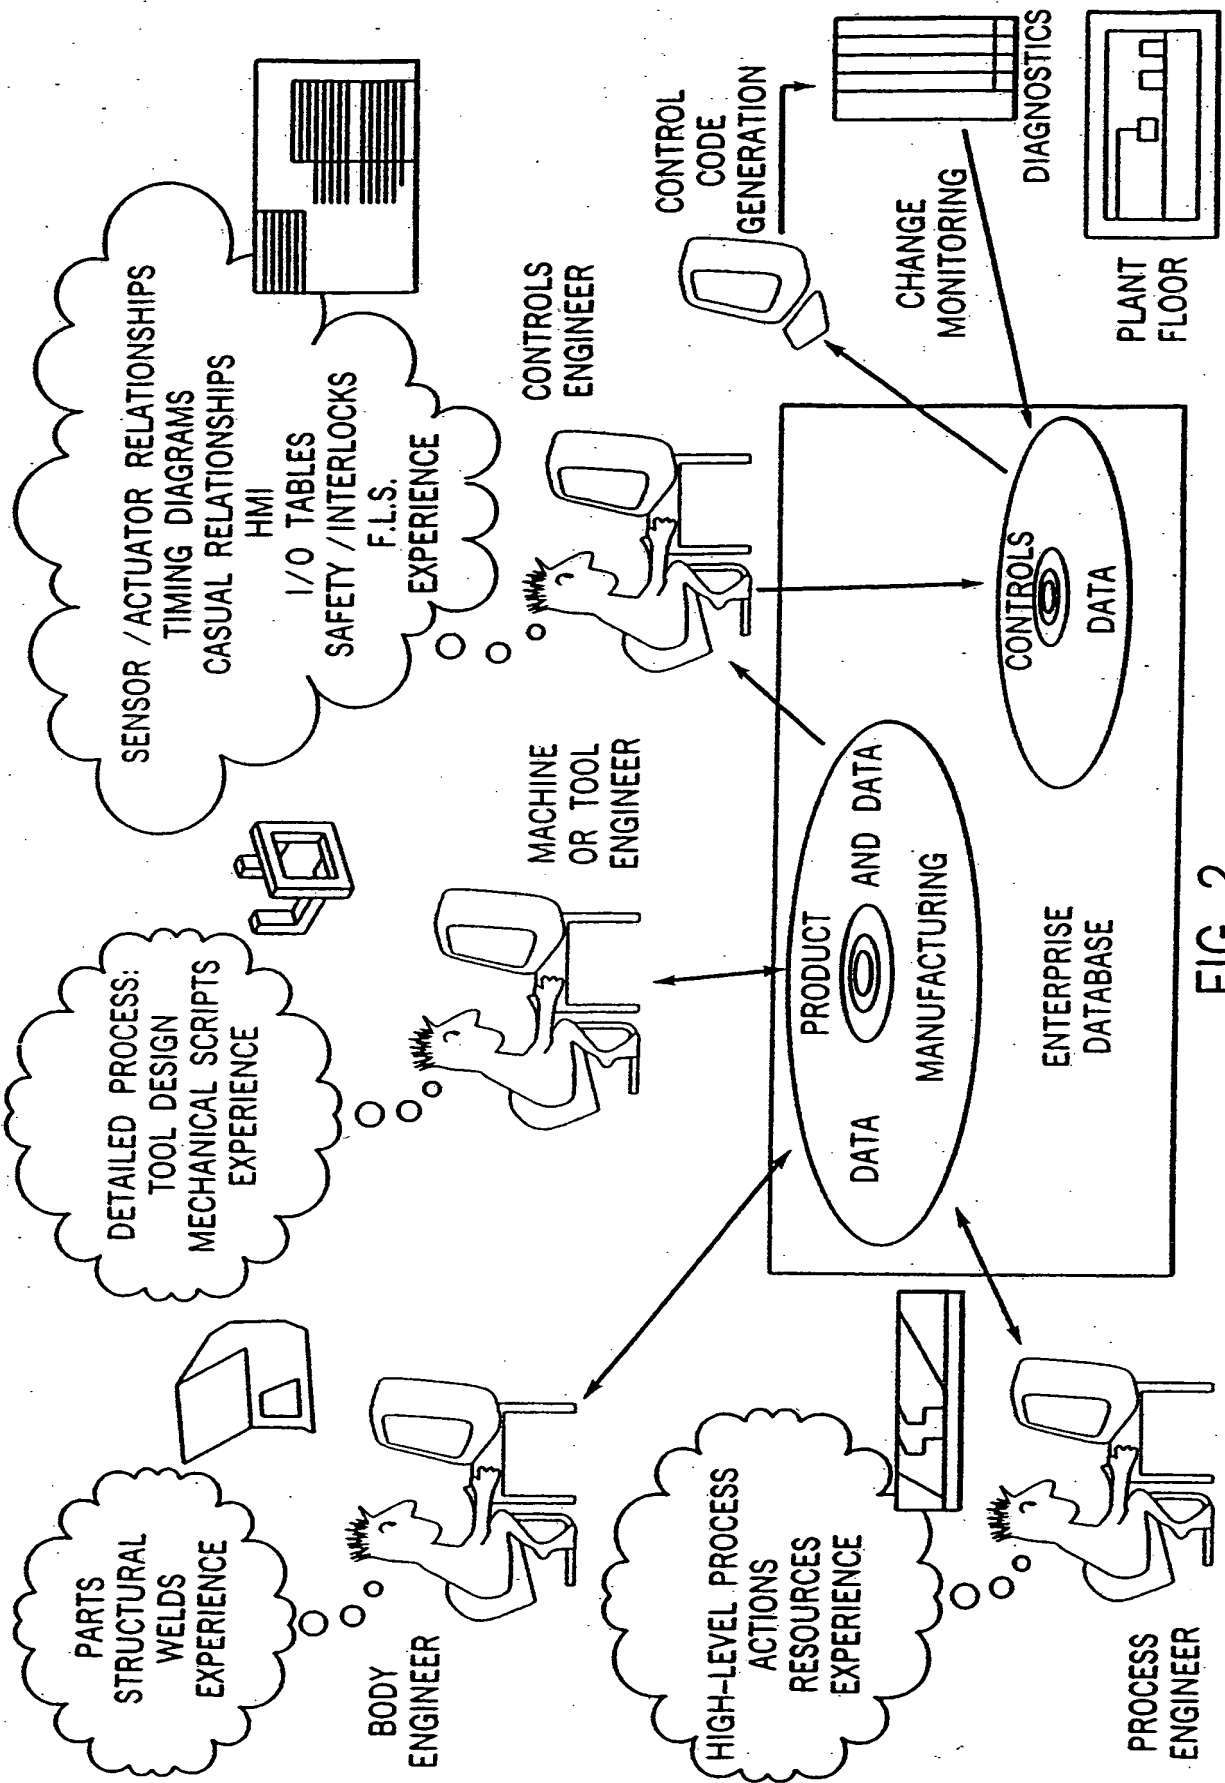 PARTS
STRUCTURAL
WELDS
EXPERIENCE
BODY
ENGINEER
DETAILED PROCESS:
TOOL DESIGN
MECHANICAL SCRIPTS
EXPERIENCE
MACHINE
OR TOOL
ENGINEER
SENSOR / ACTUATOR RELATIONSHIPS
TIMING DIAGRAMS
CASUAL RELATIONSHIPS
HMI
I/O TABLES
SAFETY / INTERLOCKS
F.L.S.
EXPERIENCE
CONTROLS
ENGINEER
HIGH-LEVEL PROCESS
ACTIONS
RESOURCES
EXPERIENCE
PROCESS
ENGINEER
PRODUCT
DATA
AND DATA
MANUFACTURING
ENTERPRISE
DATABASE
CONTROLS
DATA
CONTROL
CODE
GENERATION
CHANGE
MONITORING
DIAGNOSTICS
PLANT
FLOOR
FIG. 2